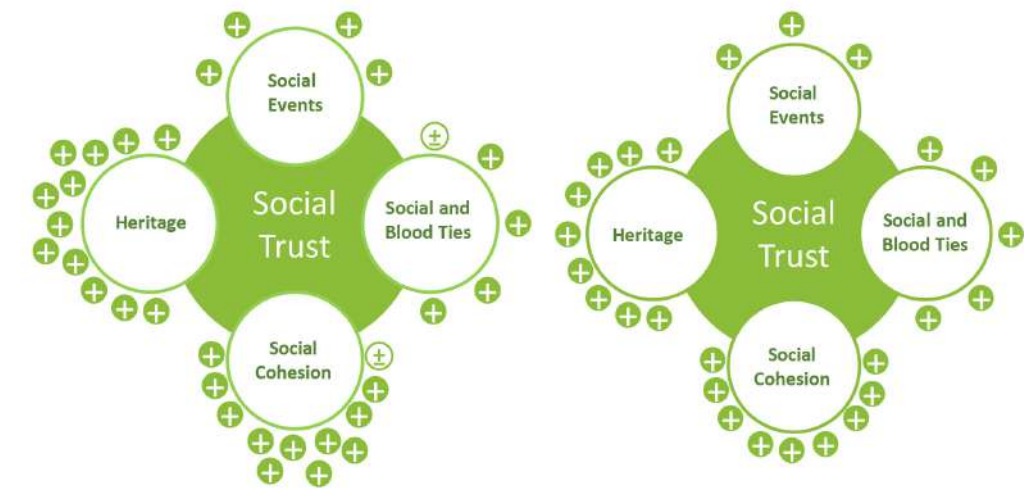 Social
Events
Heritage
Social
Trust
Social and
Blood Ties
Social
Cohesion
Social
Events
Heritage
Social
Trust
Social and
Blood Ties
Social
Cohesion